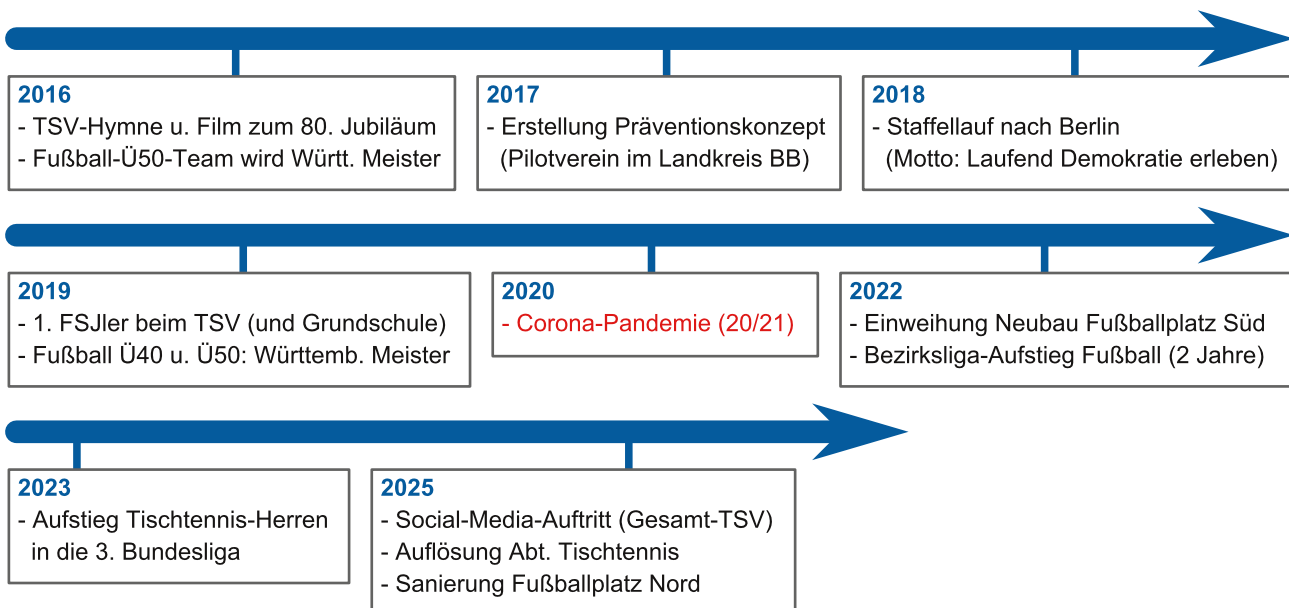 2016
- TSV-Hymne u. Film zum 80. Jubiläum
- Fußball-Ü50-Team wird Württ. Meister
2017
- Erstellung Präventionskonzept
(Pilotverein im Landkreis BB)
2018
- Staffellauf nach Berlin
(Motto: Laufend Demokratie erleben)
2019
- 1. FSJler beim TSV (und Grundschule)
- Fußball Ü40 u. Ü50: Württemb. Meister
2020
- Corona-Pandemie (20/21)
2022
- Einweihung Neubau Fußballplatz Süd
- Bezirksliga-Aufstieg Fußball (2 Jahre)
2023
- Aufstieg Tischtennis-Herren
in die 3. Bundesliga
2025
- Social-Media-Auftritt (Gesamt-TSV)
- Auflösung Abt. Tischtennis
- Sanierung Fußballplatz Nord